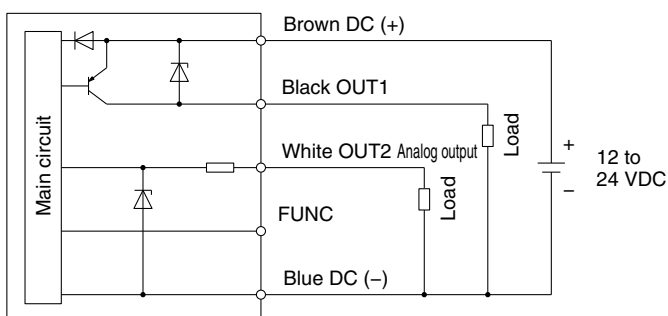 Brown DC (+)
Main circuit
Black OUT1
White OUT2 Analog output
Load
Load
FUNC
Blue DC (−)
+
−
12 to
24 VDC